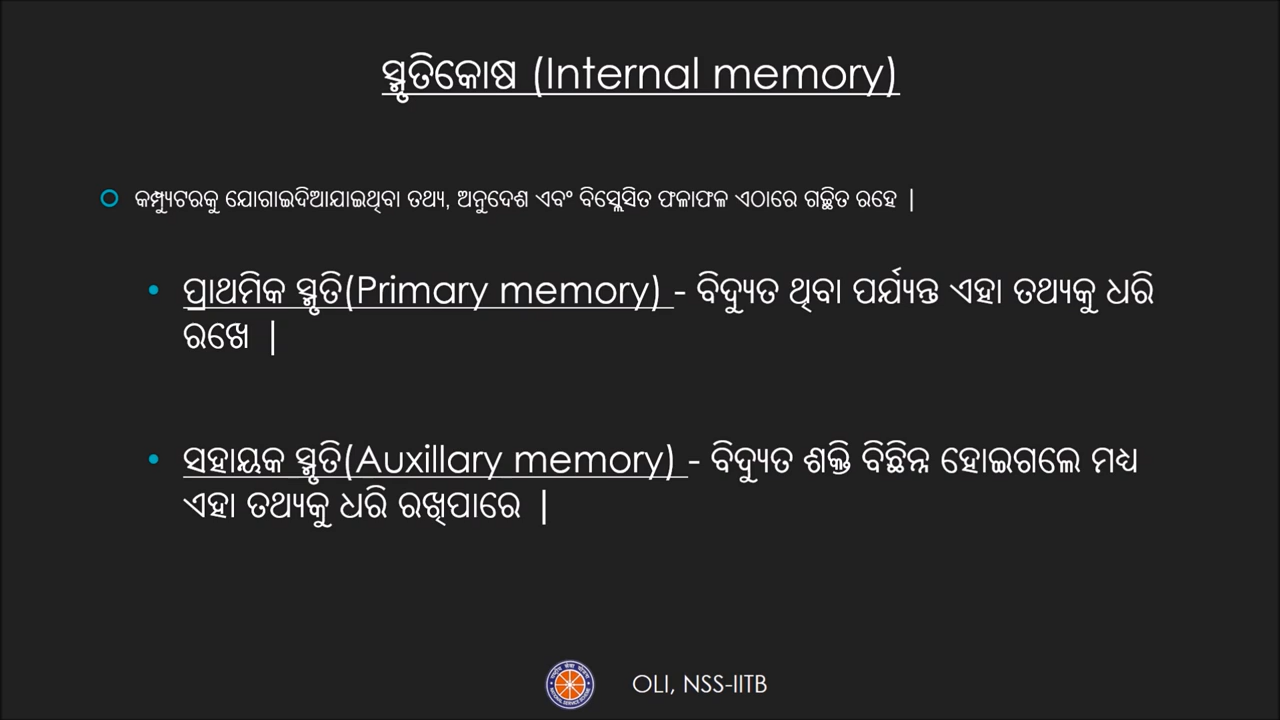 ସ୍ମୃତିକୋଷ (Internal memory)
କମ୍ପ୍ୟୁଟରକୁ ଯୋଗାଇଦିଆଯାଇଥିବା ତଥ୍ୟ, ଅନୁଦେଶ ଏବଂ ବିସ୍ଲେସିତ ଫଳାଫଳ ଏଠାରେ ଗଚ୍ଛିତ ରହେ |
ପ୍ରାଥମିକ ସ୍ମୃତି(Primary memory) - ବିଦ୍ୟୁତ ଥିବା ପର୍ଯ୍ୟନ୍ତ ଏହା ତଥ୍ୟକୁ ଧରି
ରଖେ |
ସହାୟକ ସ୍ମୃତି(Auxillary memory) - ବିଦ୍ୟୁତ ଶକ୍ତି ବିଛିନ୍ନ ହୋଇଗଲେ ମଧ୍ୟ
ଏହା ତଥ୍ୟକୁ ଧରି ରଖିପାରେ |
OLI, NSS-IITB